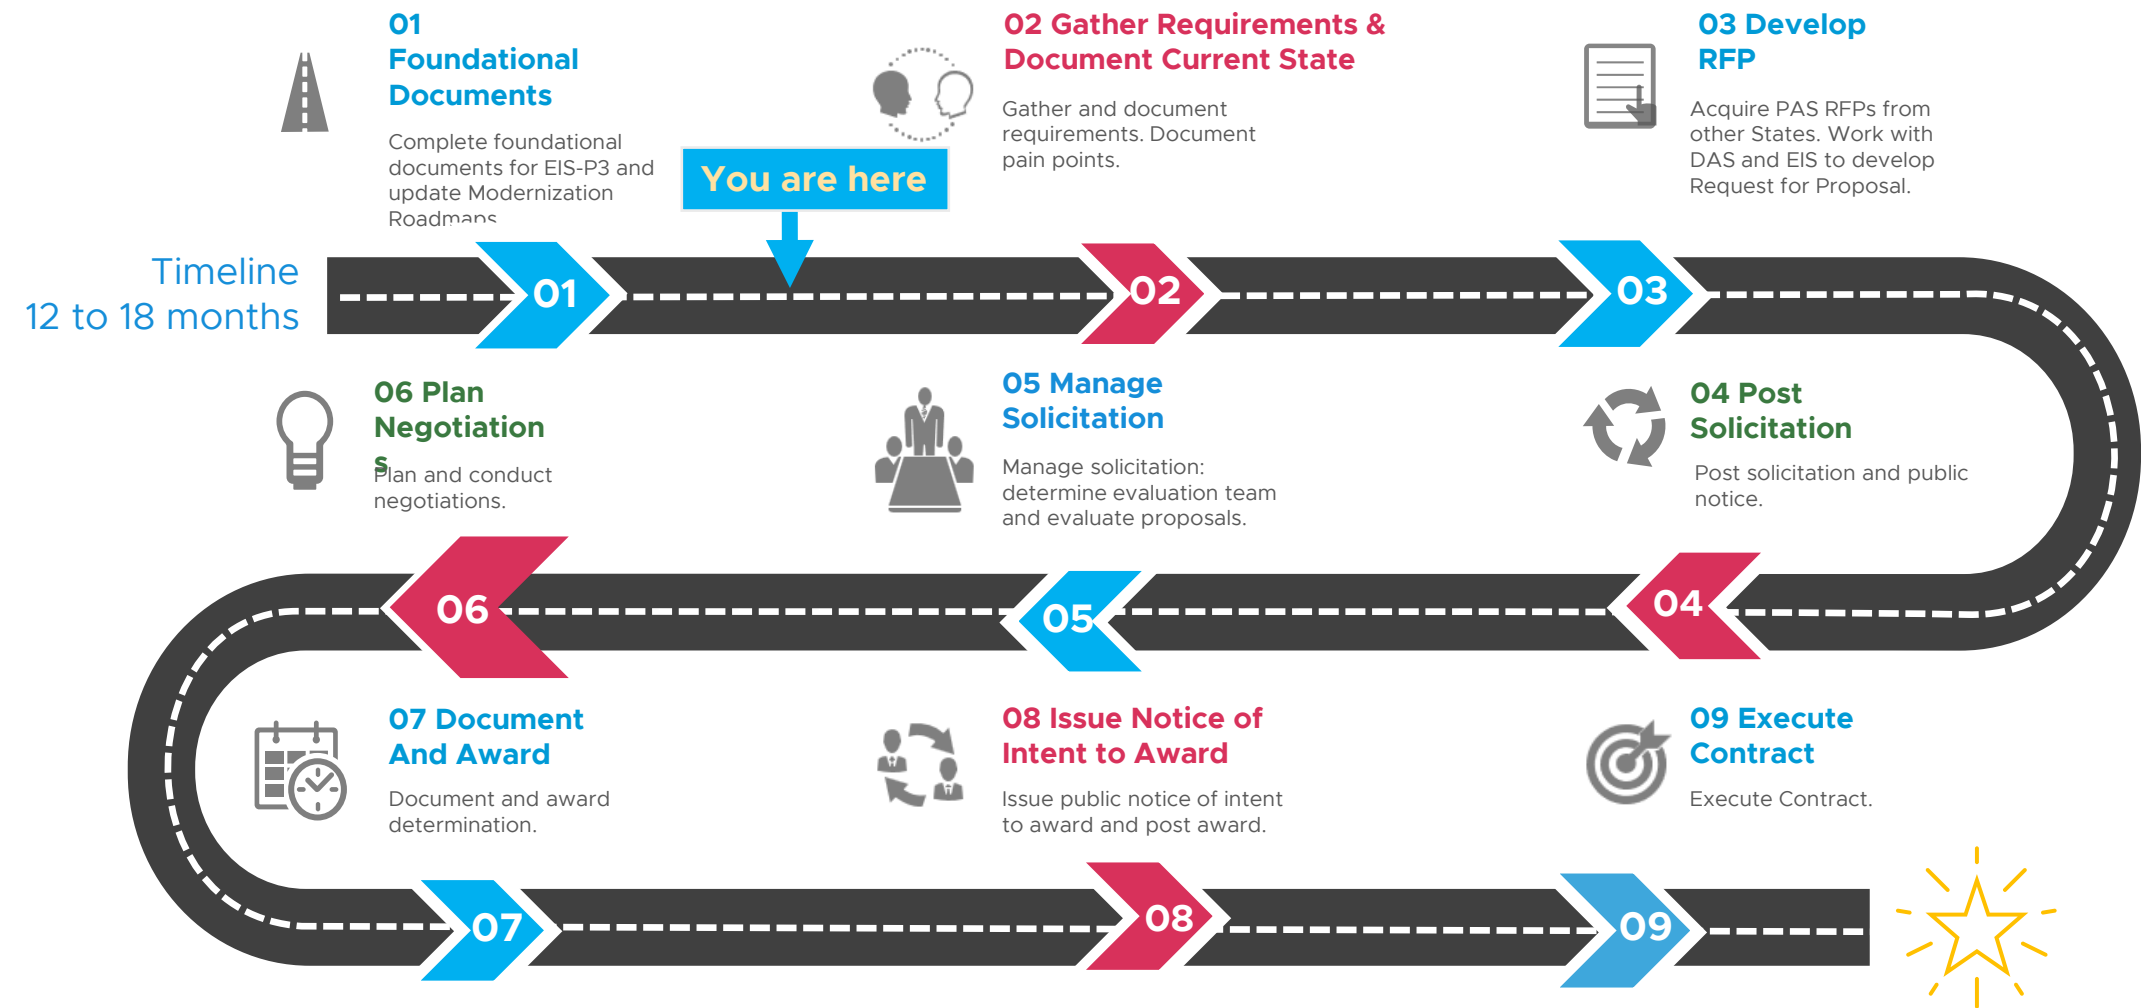 01
Foundational
Documents
Complete foundational
documents for EIS-P3 and
update Modernization
Roadmaps
02 Gather Requirements &
Document Current State
Gather and document
requirements. Document
pain points.
03 Develop
RFP
Acquire PAS RFPs from
other States. Work with
DAS and EIS to develop
Request for Proposal.
You are here
Timeline
12 to 18 months
01
02
03
06 Plan
Negotiation
s
Plan and conduct
negotiations.
05 Manage
Solicitation
Manage solicitation:
determine evaluation team
and evaluate proposals.
04 Post
Solicitation
Post solicitation and public
notice.
06
05
04
07 Document
And Award
Document and award
determination.
08 Issue Notice of
Intent to Award
Issue public notice of intent
to award and post award.
09 Execute
Contract
Execute Contract.
07
08
09